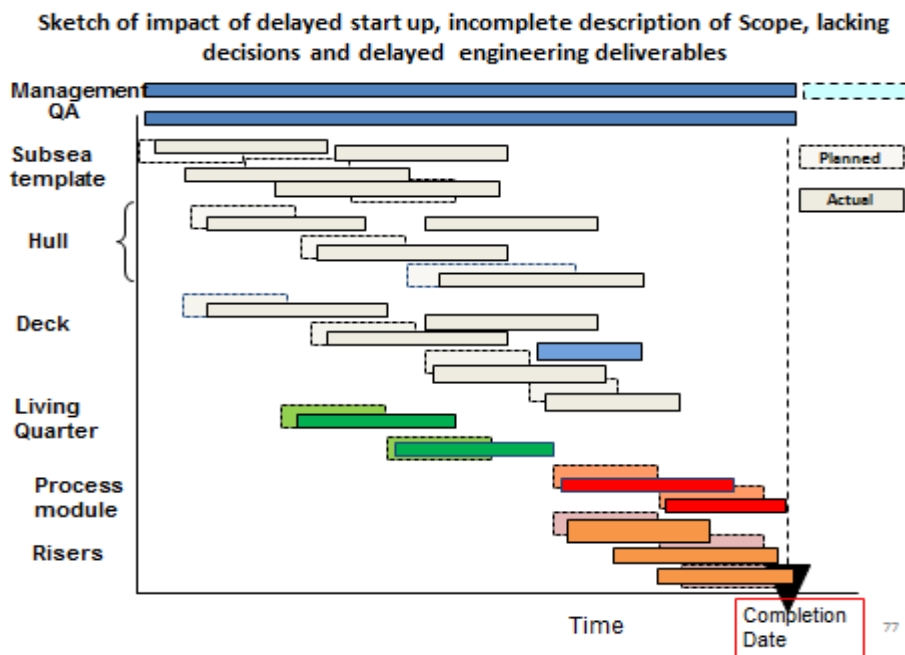 Sketch of impact of delayed start up, incomplete description of Scope, lacking
decisions and delayed engineering deliverables
Management
QA
Subsea
template
Planned
Actual
Hull
Deck
Living
Quarter
Process
module
Risers
Time
Completion
Date
77